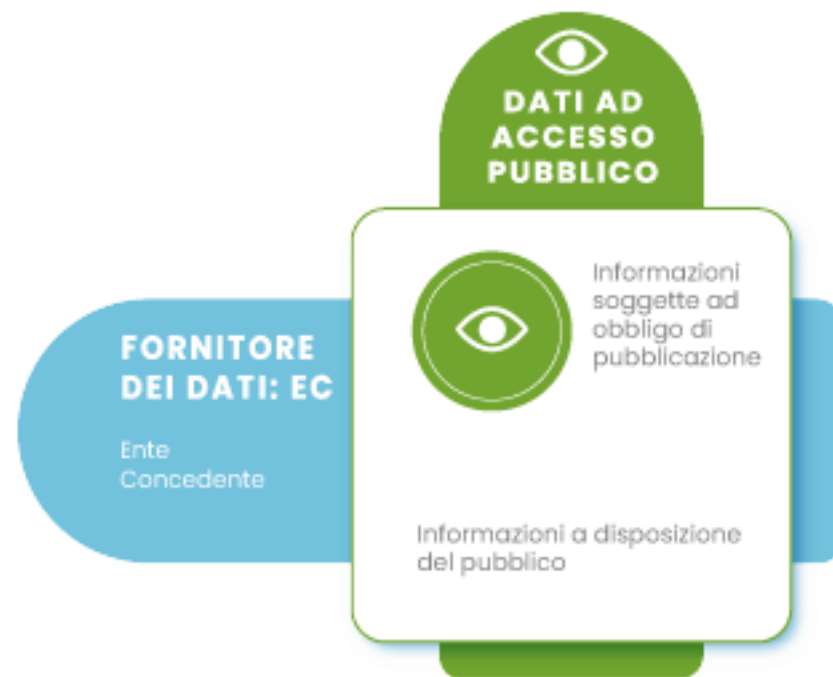 DATI AD
ACCESSO
PUBBLICO
Informazioni
soggette ad
obbligo di
pubblicazione
FORNITORE
DEI DATI: EC
Ente
Concedente
Informazioni a disposizione
del pubblico